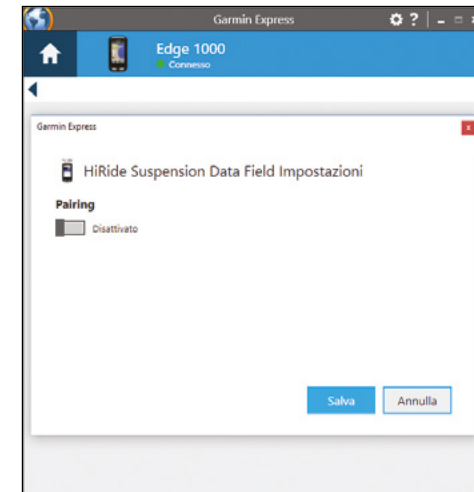 Garmin Express
Edge 1000
Connesso
Garmin Express
HiRide Suspension Data Field Impostazioni
Pairing
Disattivato
Salva
Annulla